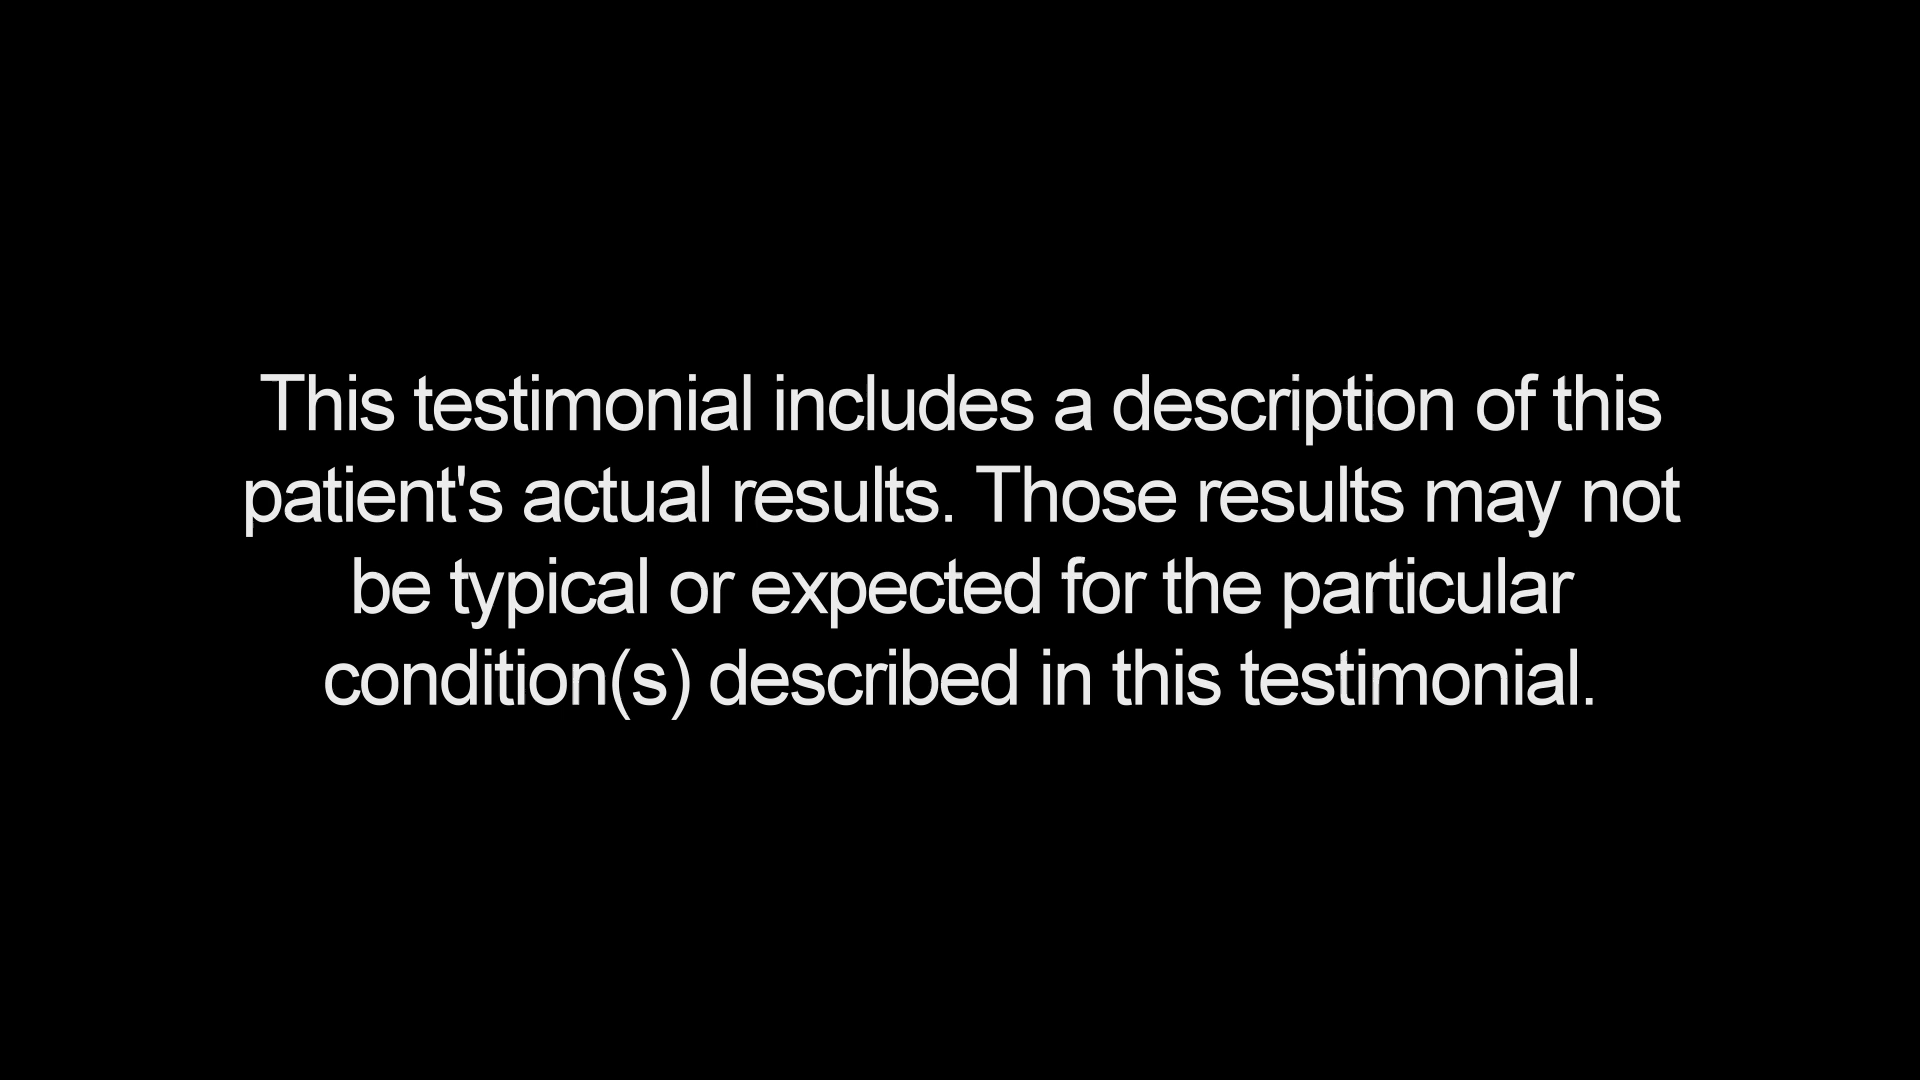 This testimonial includes a description of this
patient's actual results. Those results may not
be typical or expected for the particular
condition(s) described in this testimonial.